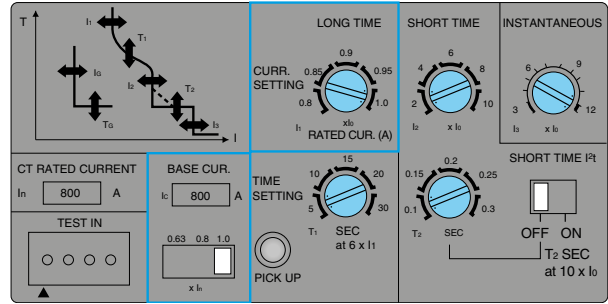 T
I₁
T₁
I_G
I₂
T₂
T_G
I₃
I
LONG TIME
0.9
0.85
0.95
CURR.
SETTING
0.8
1.0
I₁
xI₀
RATED CUR. (A)
SHORT TIME
6
4
8
2
10
I₂
x I₀
INSTANTANEOUS
6
9
3
12
I₃
x I₀
CT RATED CURRENT
Iₙ
800
A
BASE CUR.
Ic
800
A
0.63
0.8
1.0
x Iₙ
TEST IN
15
10
20
TIME
SETTING
5
30
T₁
SEC
at 6 x I₁
PICK UP
0.2
0.15
0.25
0.1
0.3
T₂
SEC
SHORT TIME I²t
OFF
ON
T₂ SEC
at 10 x I₀